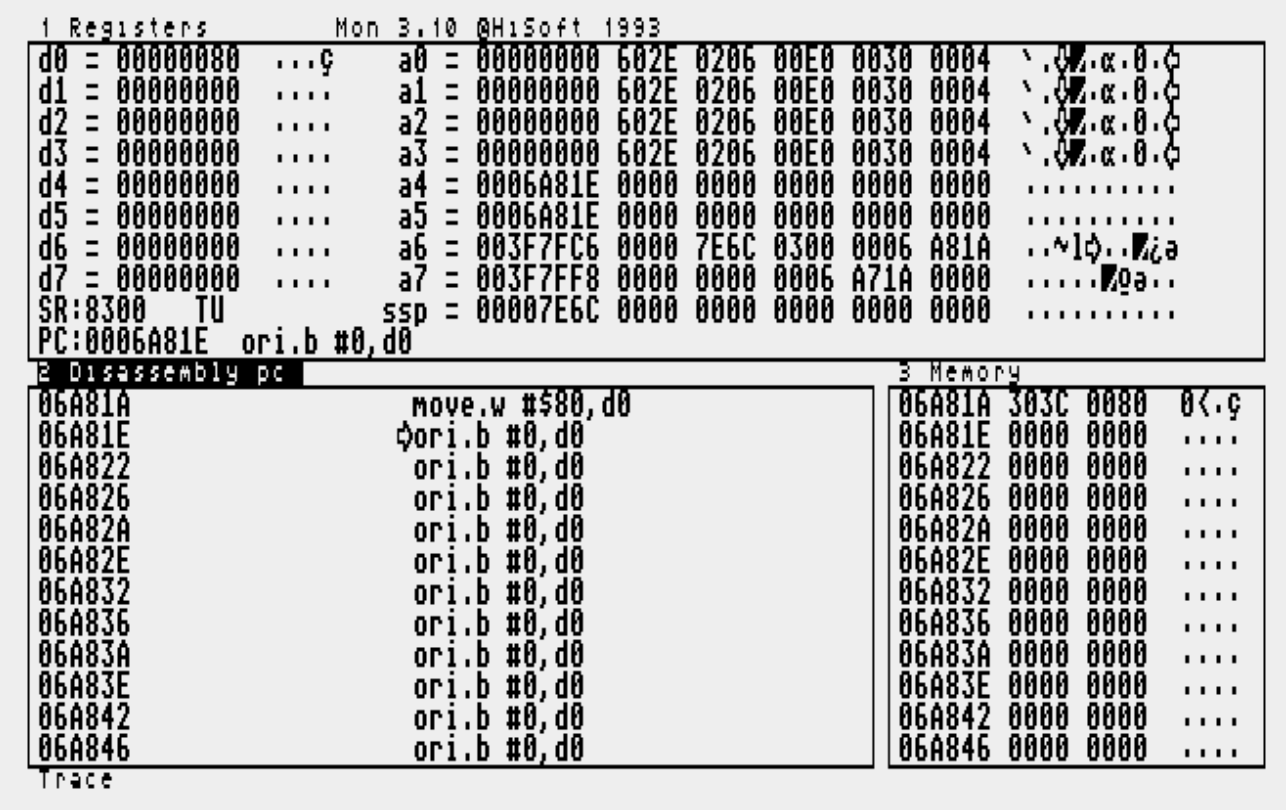 1 Registers Mon 3.10 @HiSoft 1993
d0 = 00000080 ...Ç a0 = 00000000 602E 0206 00E0 0030 0004 `.⇩.α.0.
d1 = 00000000 .... a1 = 00000000 602E 0206 00E0 0030 0004 `.⇩.α.0.
d2 = 00000000 .... a2 = 00000000 602E 0206 00E0 0030 0004 `.⇩.α.0.
d3 = 00000000 .... a3 = 00000000 602E 0206 00E0 0030 0004 `.⇩.α.0.
d4 = 00000000 .... a4 = 0006A81E 0000 0000 0000 0000 0000 ..........
d5 = 00000000 .... a5 = 0006A81E 0000 0000 0000 0000 0000 ..........
d6 = 00000000 .... a6 = 003F7FC6 0000 7E6C 0300 0006 A81A ..~l⇨..¿a
d7 = 00000000 .... a7 = 003F7FF8 0000 0000 0006 A71A 0000 .....ºa..
SR:8300 TU ssp = 00007E6C 0000 0000 0000 0000 0000 ..........
PC:0006A81E ori.b #0,d0
2 Disassembly pc
06A81A move.w #$80,d0
06A81E ⇨ori.b #0,d0
06A822 ori.b #0,d0
06A826 ori.b #0,d0
06A82A ori.b #0,d0
06A82E ori.b #0,d0
06A832 ori.b #0,d0
06A836 ori.b #0,d0
06A83A ori.b #0,d0
06A83E ori.b #0,d0
06A842 ori.b #0,d0
06A846 ori.b #0,d0
3 Memory
06A81A 303C 0080 0<.Ç
06A81E 0000 0000 ....
06A822 0000 0000 ....
06A826 0000 0000 ....
06A82A 0000 0000 ....
06A82E 0000 0000 ....
06A832 0000 0000 ....
06A836 0000 0000 ....
06A83A 0000 0000 ....
06A83E 0000 0000 ....
06A842 0000 0000 ....
06A846 0000 0000 ....
Trace